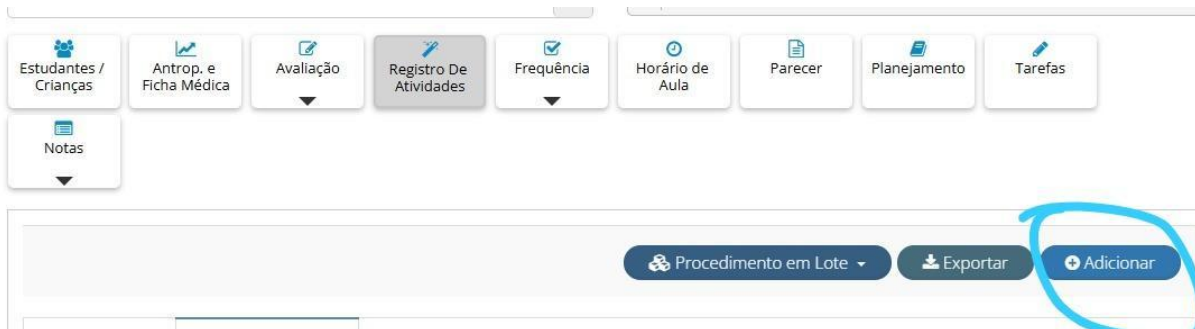 Estudantes /
Crianças
Antrop. e
Ficha Médica
Avaliação
Registro De
Atividades
Frequência
Horário de
Aula
Parecer
Planejamento
Tarefas
Notas
Procedimento em Lote
Exportar
Adicionar